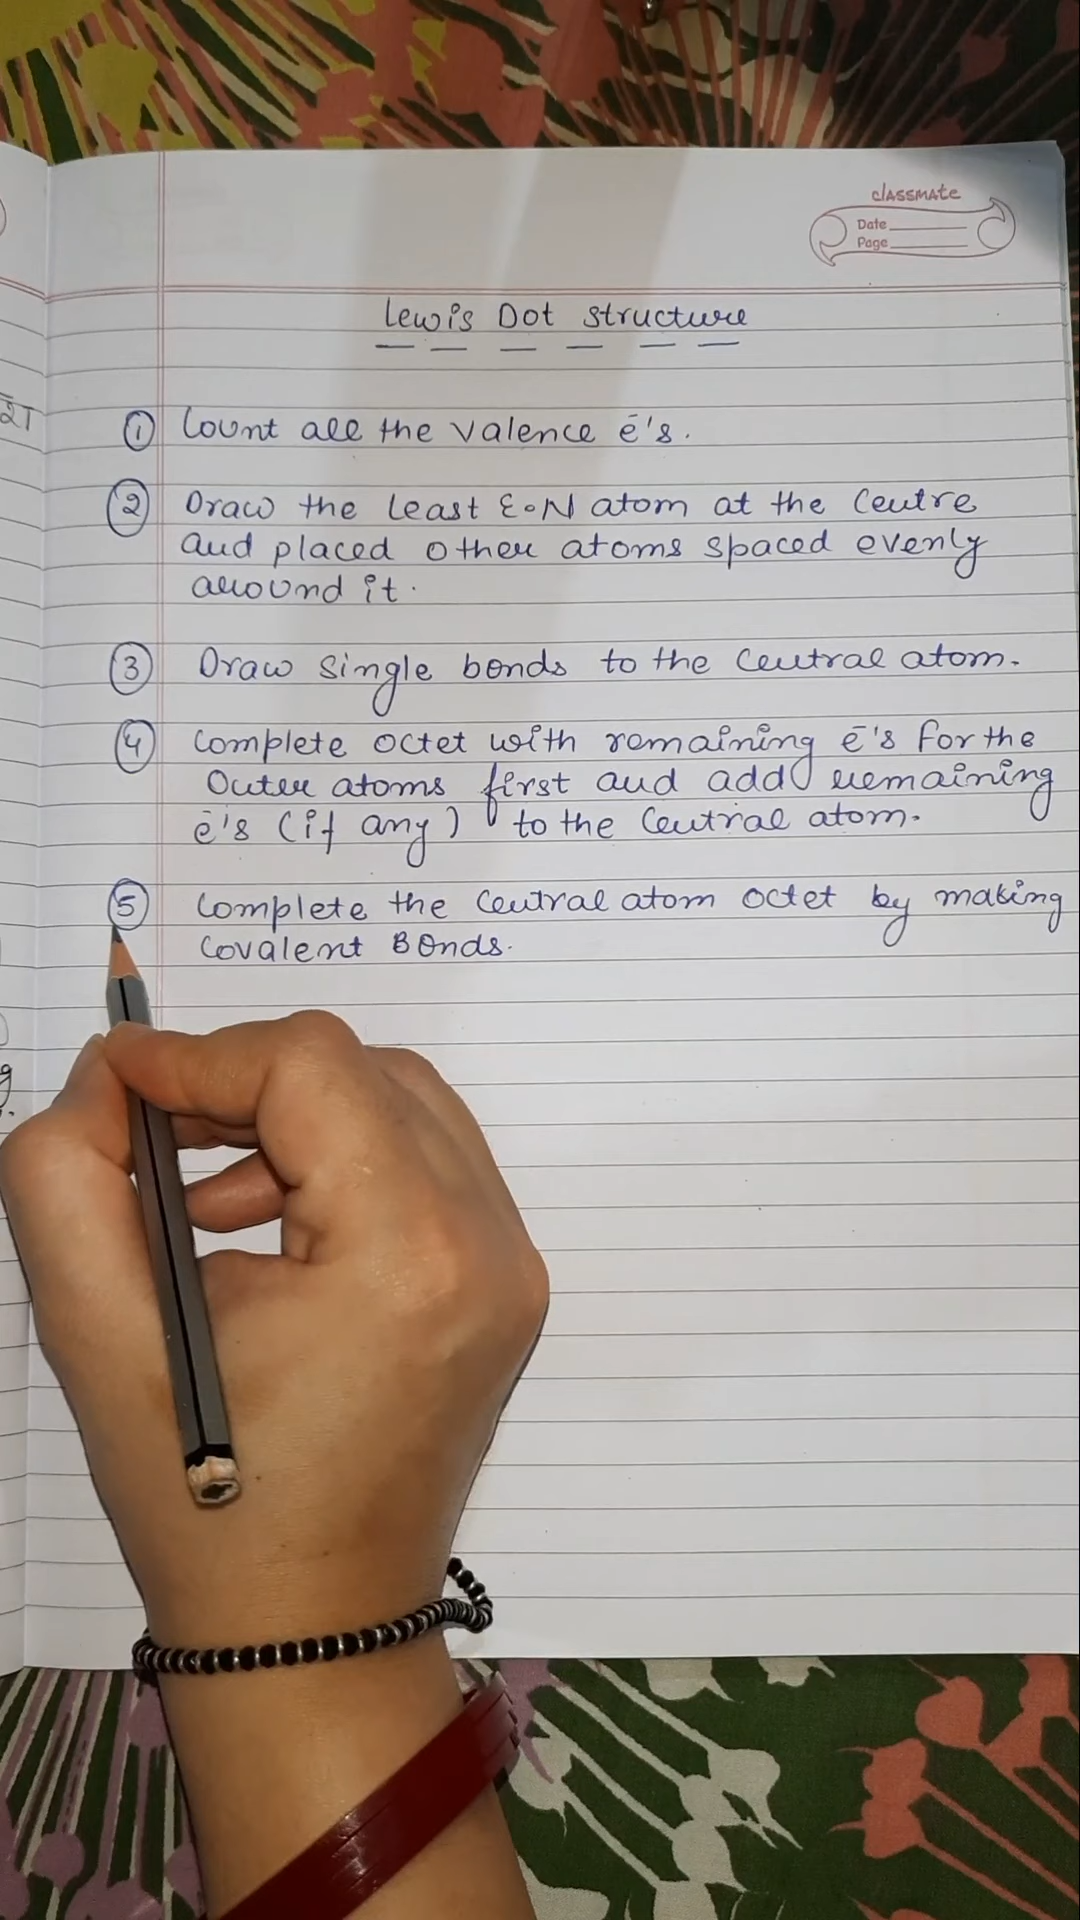 classmate
Date
Page
Lewis Dot structure
① Count all the valence ē's.
② Draw the least E.N atom at the Centre
and placed other atoms spaced evenly
around it.
③ Draw single bonds to the Central atom.
④ Complete octet with remaining ē's for the
Outer atoms first and add remaining
ē's (if any) to the Central atom.
⑤ Complete the Central atom octet by making
Covalent Bonds.